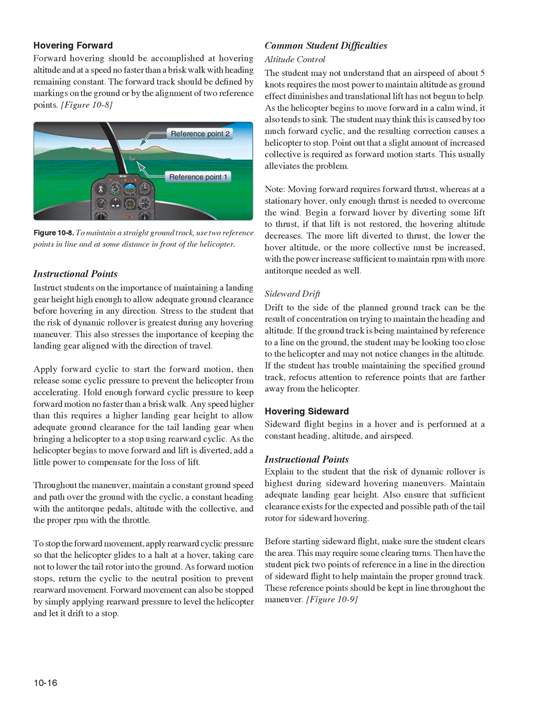 Hovering Forward
Forward hovering should be accomplished at hovering
altitude and at a speed no faster than a brisk walk with heading
remaining constant. The forward track should be defined by
markings on the ground or by the alignment of two reference
points. [Figure 10-8]
Reference point 2
Reference point 1
Figure 10-8. To maintain a straight ground track, use two reference
points in line and at some distance in front of the helicopter.
Instructional Points
Instruct students on the importance of maintaining a landing
gear height high enough to allow adequate ground clearance
before hovering in any direction. Stress to the student that
the risk of dynamic rollover is greatest during any hovering
maneuver. This also stresses the importance of keeping the
landing gear aligned with the direction of travel.
Apply forward cyclic to start the forward motion, then
release some cyclic pressure to prevent the helicopter from
accelerating. Hold enough forward cyclic pressure to keep
forward motion no faster than a brisk walk. Any speed higher
than this requires a higher landing gear height to allow
adequate ground clearance for the tail landing gear when
bringing a helicopter to a stop using rearward cyclic. As the
helicopter begins to move forward and lift is diverted, add a
little power to compensate for the loss of lift.
Throughout the maneuver, maintain a constant ground speed
and path over the ground with the cyclic, a constant heading
with the antitorque pedals, altitude with the collective, and
the proper rpm with the throttle.
To stop the forward movement, apply rearward cyclic pressure
so that the helicopter glides to a halt at a hover, taking care
not to lower the tail rotor into the ground. As forward motion
stops, return the cyclic to the neutral position to prevent
rearward movement. Forward movement can also be stopped
by simply applying rearward pressure to level the helicopter
and let it drift to a stop.
Common Student Difficulties
Altitude Control
The student may not understand that an airspeed of about 5
knots requires the most power to maintain altitude as ground
effect diminishes and translational lift has not begun to help.
As the helicopter begins to move forward in a calm wind, it
also tends to sink. The student may think this is caused by too
much forward cyclic, and the resulting correction causes a
helicopter to stop. Point out that a slight amount of increased
collective is required as forward motion starts. This usually
alleviates the problem.
Note: Moving forward requires forward thrust, whereas at a
stationary hover, only enough thrust is needed to overcome
the wind. Begin a forward hover by diverting some lift
to thrust, if that lift is not restored, the hovering altitude
decreases. The more lift diverted to thrust, the lower the
hover altitude, or the more collective must be increased,
with the power increase sufficient to maintain rpm with more
antitorque needed as well.
Sideward Drift
Drift to the side of the planned ground track can be the
result of concentration on trying to maintain the heading and
altitude. If the ground track is being maintained by reference
to a line on the ground, the student may be looking too close
to the helicopter and may not notice changes in the altitude.
If the student has trouble maintaining the specified ground
track, refocus attention to reference points that are farther
away from the helicopter.
Hovering Sideward
Sideward flight begins in a hover and is performed at a
constant heading, altitude, and airspeed.
Instructional Points
Explain to the student that the risk of dynamic rollover is
highest during sideward hovering maneuvers. Maintain
adequate landing gear height. Also ensure that sufficient
clearance exists for the expected and possible path of the tail
rotor for sideward hovering.
Before starting sideward flight, make sure the student clears
the area. This may require some clearing turns. Then have the
student pick two points of reference in a line in the direction
of sideward flight to help maintain the proper ground track.
These reference points should be kept in line throughout the
maneuver. [Figure 10-9]
10-16